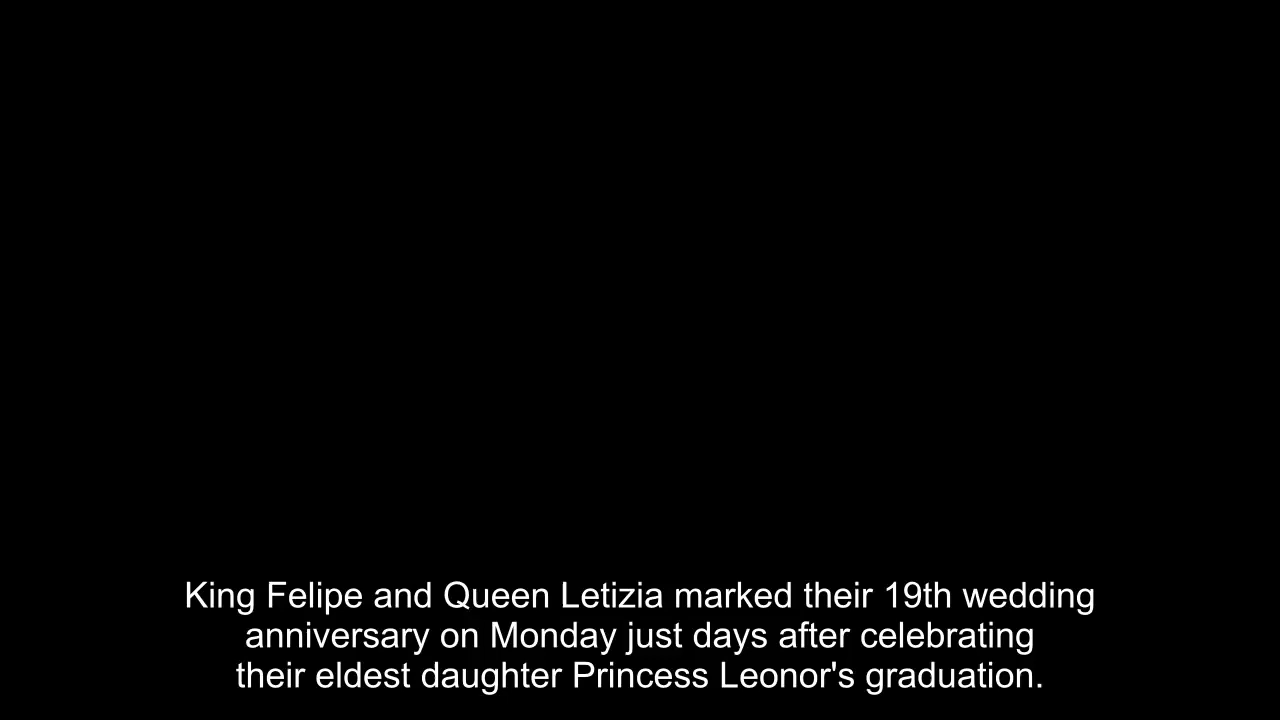 King Felipe and Queen Letizia marked their 19th wedding
anniversary on Monday just days after celebrating
their eldest daughter Princess Leonor's graduation.